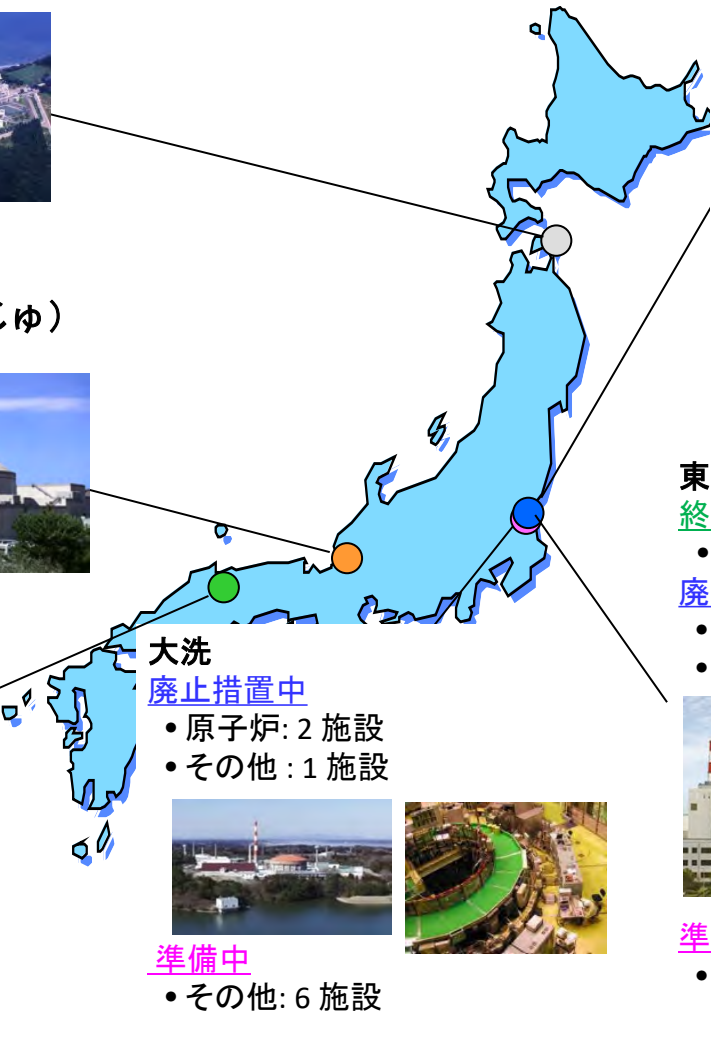 じゅ）
大洗
廃止措置中
• 原子炉: 2 施設
• その他 : 1 施設
準備中
• その他: 6 施設
東
終
•
廃
•
•
準
•